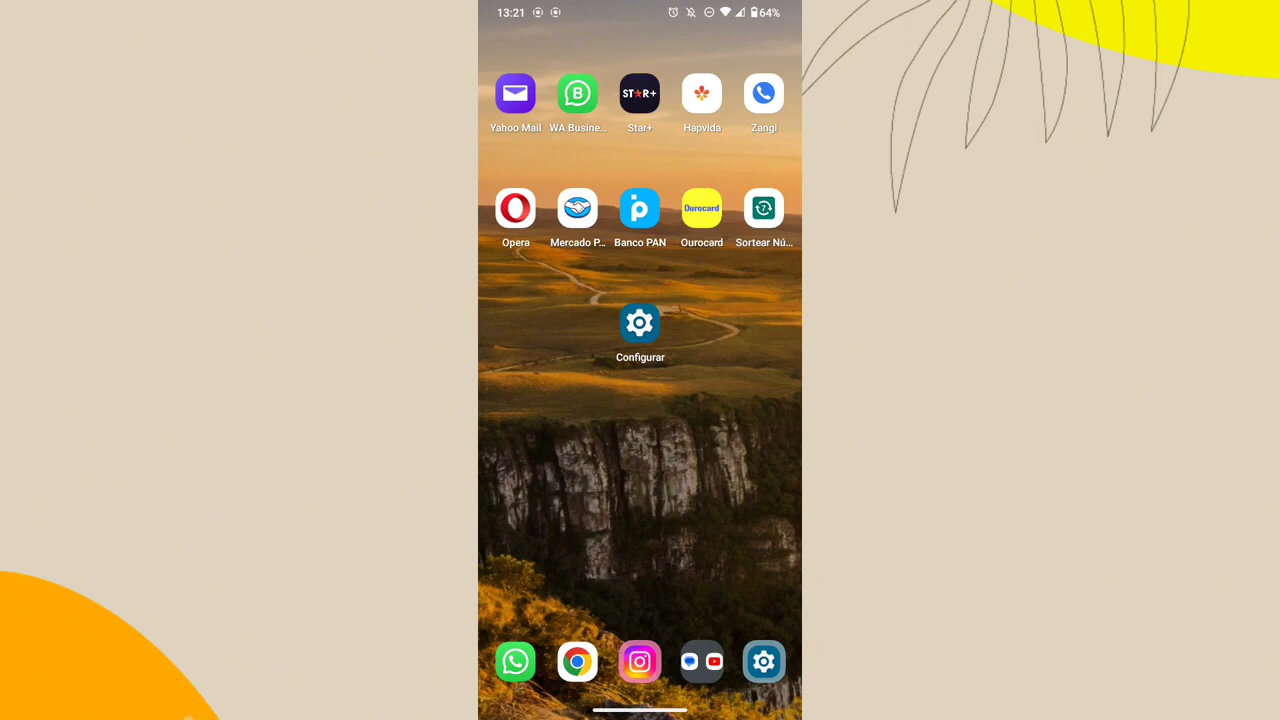 13:21 64%
STAR+
Yahoo Mail WA Busine... Star+ Hapvida Zangi
Ourocard
Opera Mercado P... Banco PAN Ourocard Sortear Nú...
Configurar